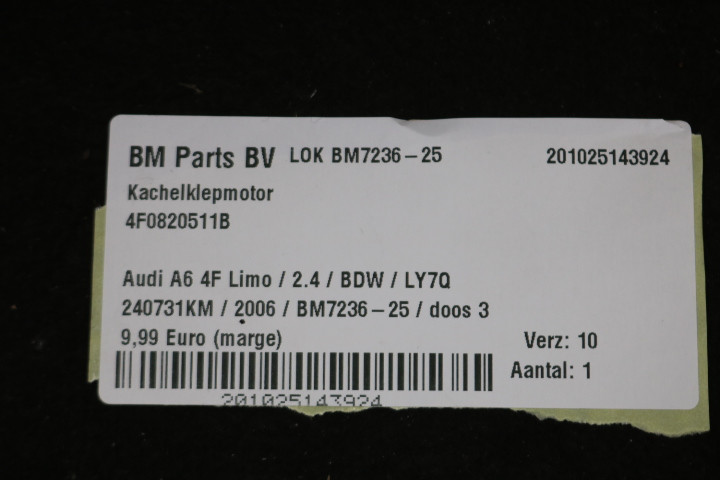 BM Parts BV LOK BM7236-25 201025143924
Kachelklepmotor
4F0820511B
Audi A6 4F Limo / 2.4 / BDW / LY7Q
240731KM / 2006 / BM7236-25 / doos 3
9,99 Euro (marge) Verz: 10
Aantal: 1
201025143924